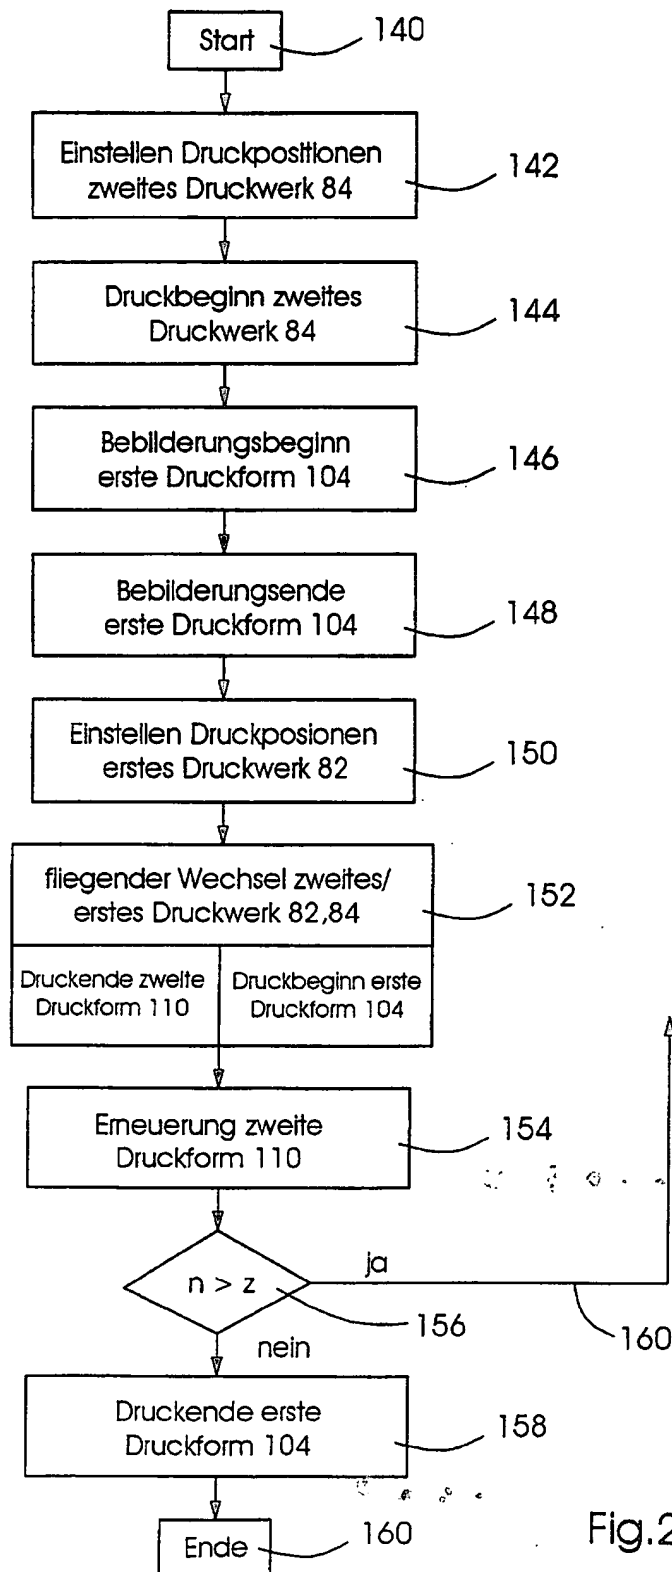 Start
140
Einstellen Druckpositionen
zweites Druckwerk 84
142
Druckbeginn zweites
Druckwerk 84
144
Bebilderungsbeginn
erste Druckform 104
146
Bebilderungsende
erste Druckform 104
148
Einstellen Druckposionen
erstes Druckwerk 82
150
fliegender Wechsel zweites/
erstes Druckwerk 82,84
152
Druckende zweite
Druckform 110
Druckbeginn erste
Druckform 104
Erneuerung zweite
Druckform 110
154
n > z
ja
156
160
nein
Druckende erste
Druckform 104
158
Ende
160
Fig.2